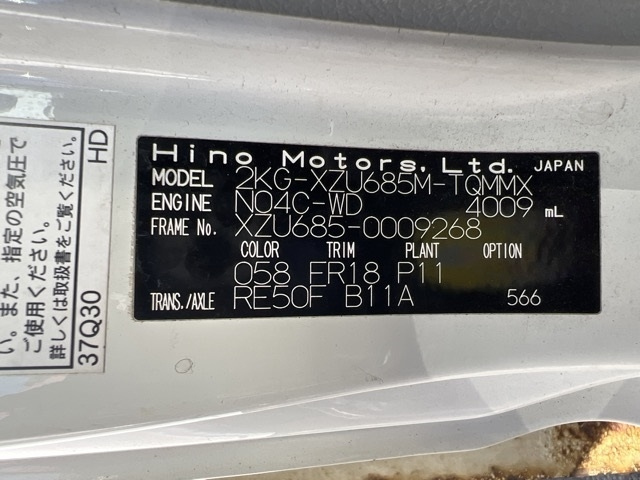 Hino Motors, Ltd. JAPAN
MODEL 2KG-XZU685M-TQMMX
ENGINE N04C-WD 4009 mL
FRAME No. XZU685-0009268
COLOR TRIM PLANT OPTION
058 FR18 P11
TRANS./AXLE RE50F B11A 566
い。また、指定の空気圧で
ご使用ください。
詳しくは取扱書をご覧ください。
37Q30 HD